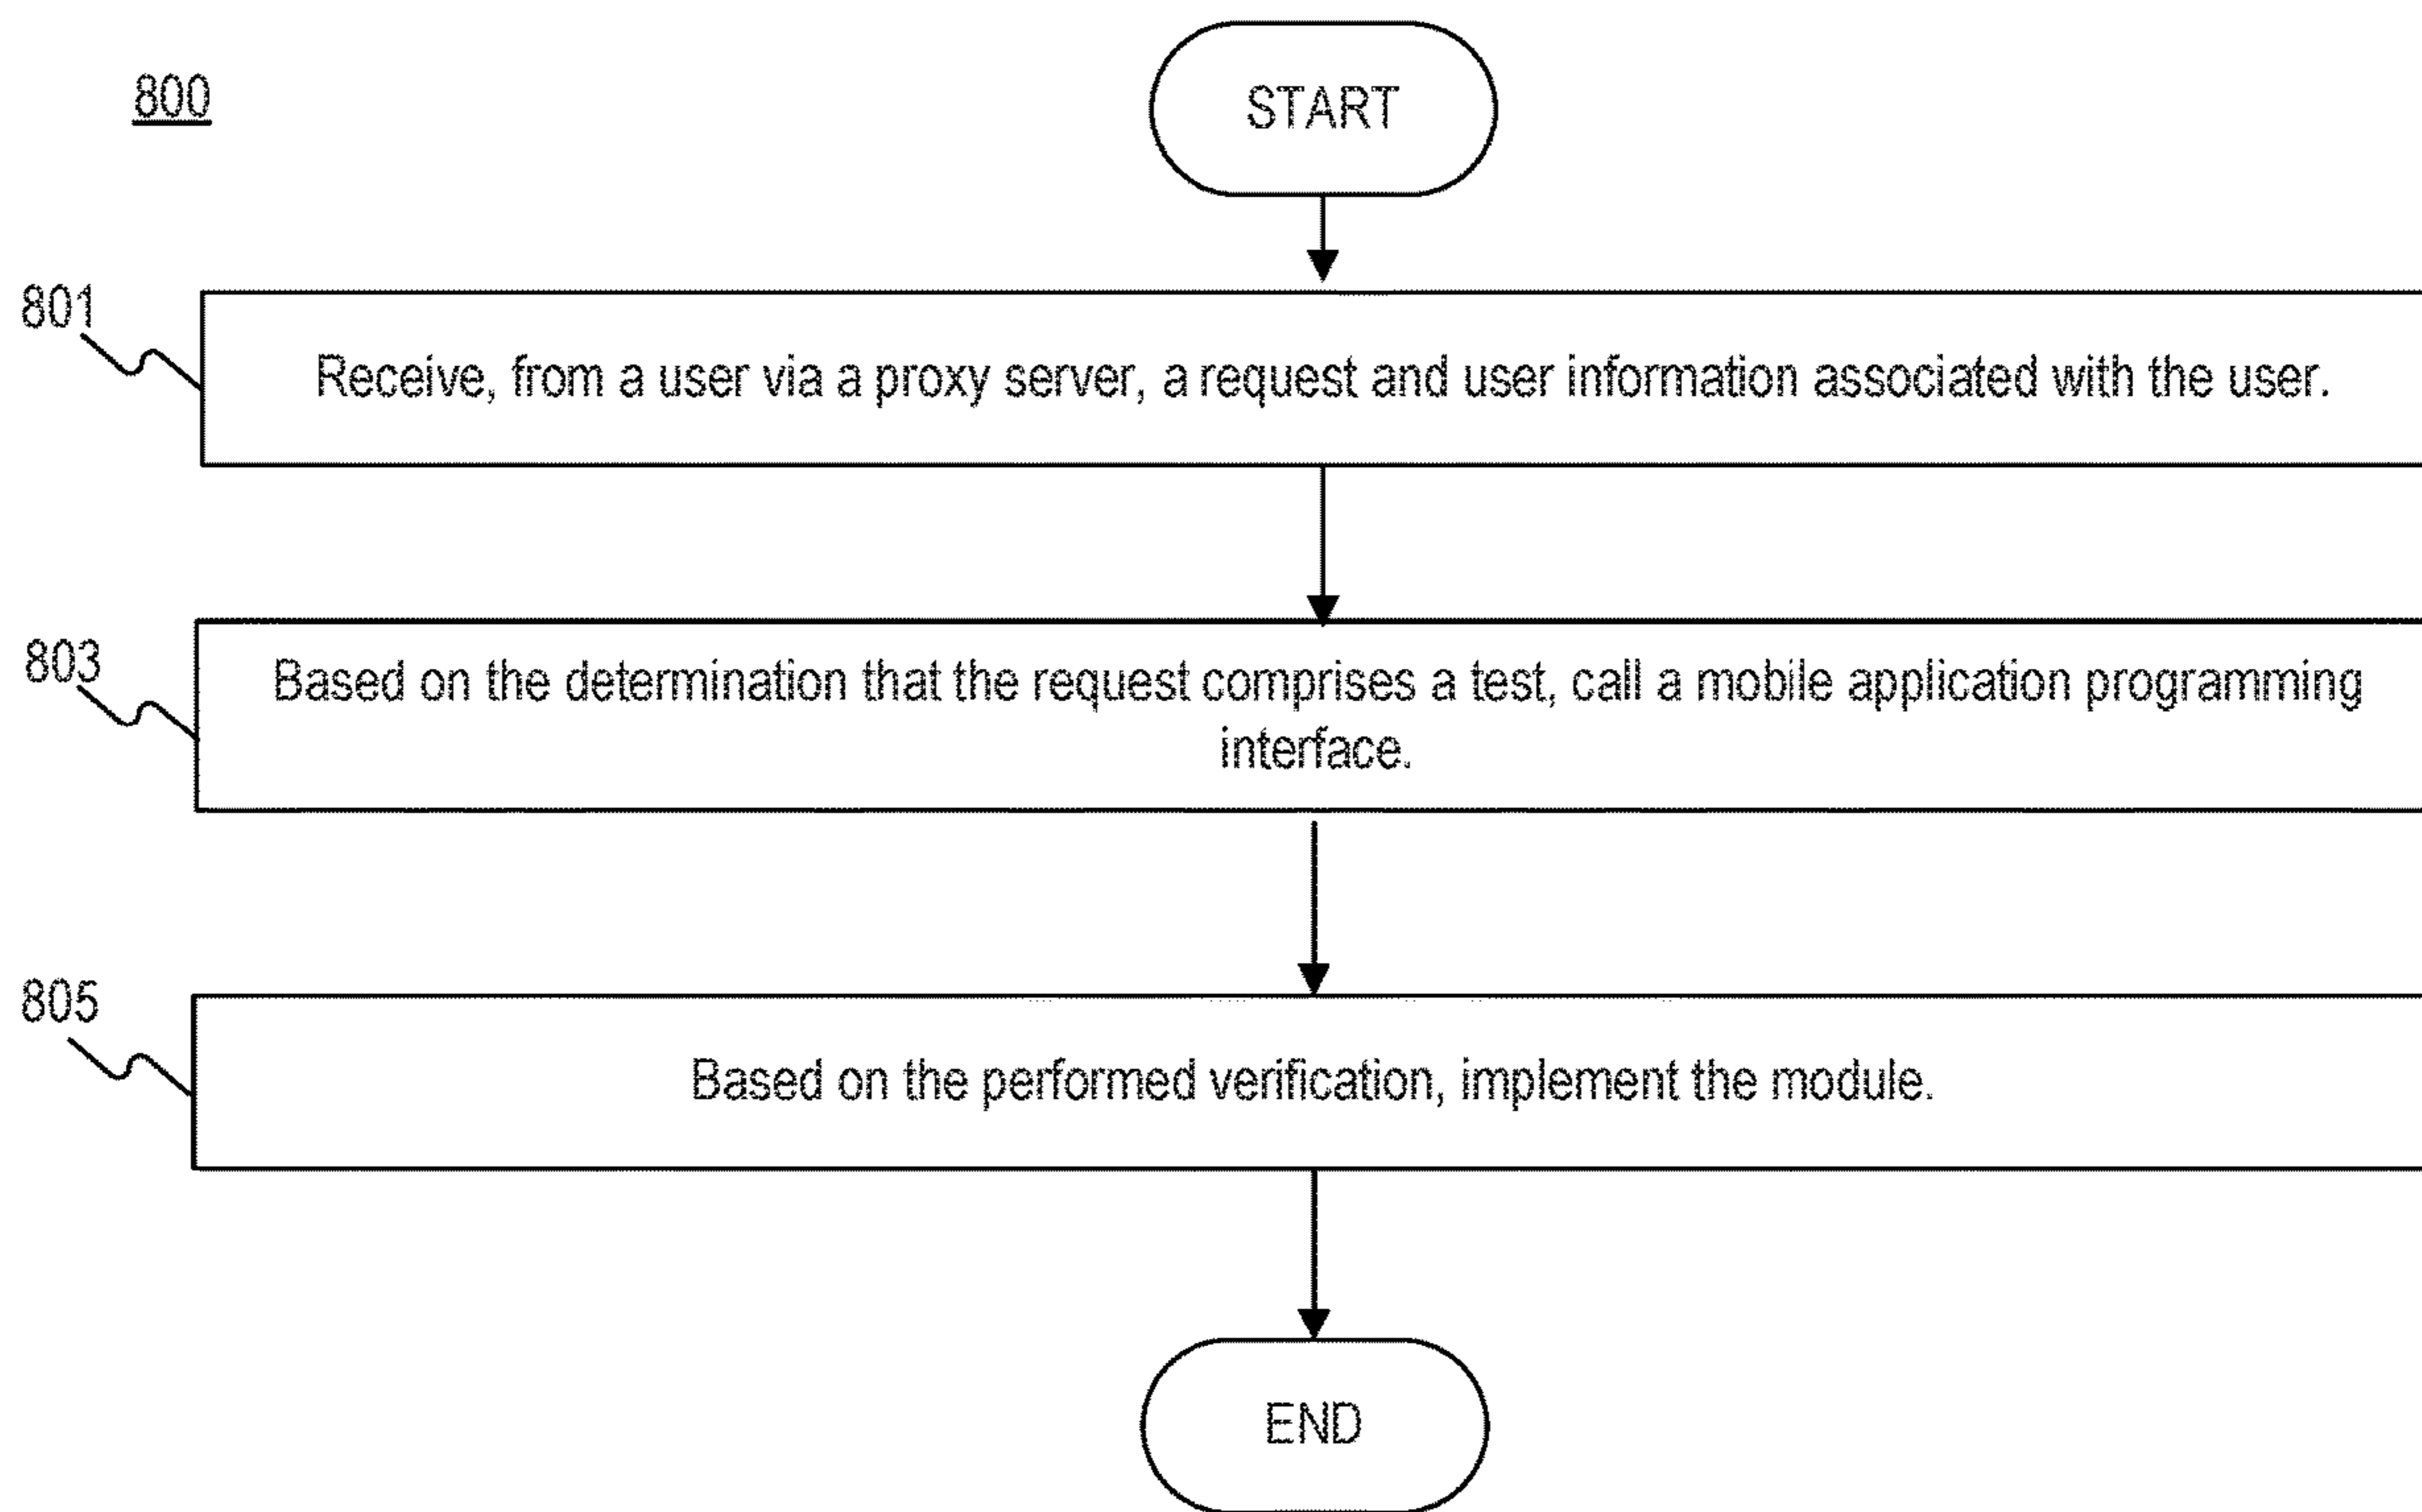 800
START
801
Receive, from a user via a proxy server, a request and user information associated with the user.
803
Based on the determination that the request comprises a test, call a mobile application programming
interface.
805
Based on the performed verification, implement the module.
END